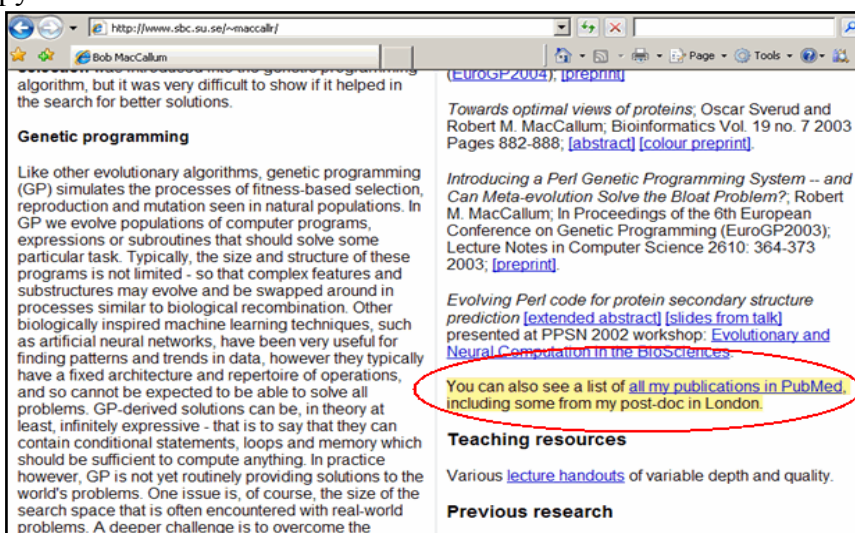 py
http://www.sbc.su.se/~maccallr/
Bob MacCallum
Page
Tools
selection was introduced into the genetic programming
algorithm, but it was very difficult to show if it helped in
the search for better solutions.
Genetic programming
Like other evolutionary algorithms, genetic programming
(GP) simulates the processes of fitness-based selection,
reproduction and mutation seen in natural populations. In
GP we evolve populations of computer programs,
expressions or subroutines that should solve some
particular task. Typically, the size and structure of these
programs is not limited - so that complex features and
substructures may evolve and be swapped around in
processes similar to biological recombination. Other
biologically inspired machine learning techniques, such
as artificial neural networks, have been very useful for
finding patterns and trends in data, however they typically
have a fixed architecture and repertoire of operations,
and so cannot be expected to be able to solve all
problems. GP-derived solutions can be, in theory at
least, infinitely expressive - that is to say that they can
contain conditional statements, loops and memory which
should be sufficient to compute anything. In practice
however, GP is not yet routinely providing solutions to the
world's problems. One issue is, of course, the size of the
search space that is often encountered with real-world
problems. A deeper challenge is to overcome the
(EuroGP2004); [preprint]
Towards optimal views of proteins; Oscar Sverud and
Robert M. MacCallum; Bioinformatics Vol. 19 no. 7 2003
Pages 882-888; [abstract] [colour preprint].
Introducing a Perl Genetic Programming System -- and
Can Meta-evolution Solve the Bloat Problem?; Robert
M. MacCallum; In Proceedings of the 6th European
Conference on Genetic Programming (EuroGP2003);
Lecture Notes in Computer Science 2610: 364-373
2003; [preprint].
Evolving Perl code for protein secondary structure
prediction [extended abstract] [slides from talk]
presented at PPSN 2002 workshop: Evolutionary and
Neural Computation in the BioSciences.
You can also see a list of all my publications in PubMed,
including some from my post-doc in London.
Teaching resources
Various lecture handouts of variable depth and quality.
Previous research